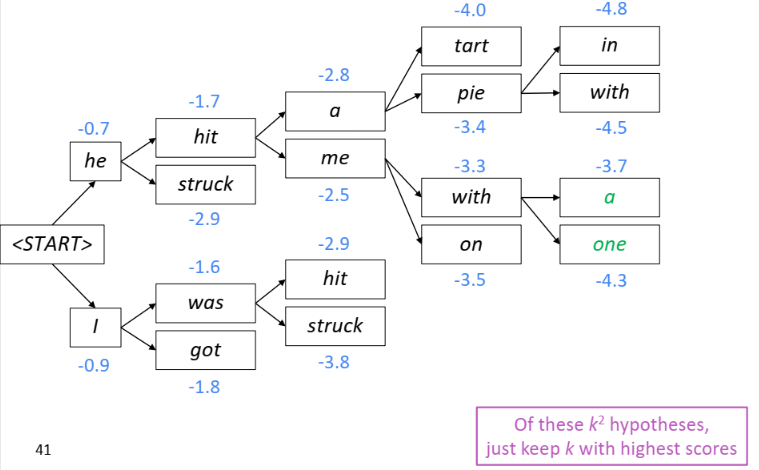 -4.0
-4.8
tart
in
-2.8
-1.7
a
pie
with
-0.7
hit
-3.4
-4.5
he
me
-3.3
-3.7
struck
-2.5
with
a
-2.9
-2.9
<START>
on
one
-1.6
hit
-3.5
-4.3
was
I
struck
got
-0.9
-3.8
-1.8
Of these k² hypotheses,
just keep k with highest scores
41